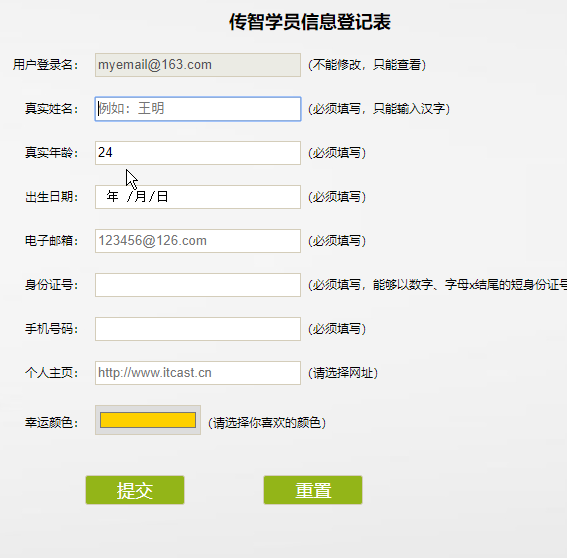 传智学员信息登记表
用户登录名： myemail@163.com （不能修改，只能查看）
真实姓名： 例如：王明 （必须填写，只能输入汉字）
真实年龄： 24 （必须填写）
出生日期： 年 /月/日 （必须填写）
电子邮箱： 123456@126.com （必须填写）
身份证号： （必须填写，能够以数字、字母x结尾的短身份证号
手机号码： （必须填写）
个人主页： http://www.itcast.cn （请选择网址）
幸运颜色： （请选择你喜欢的颜色）
提交 重置